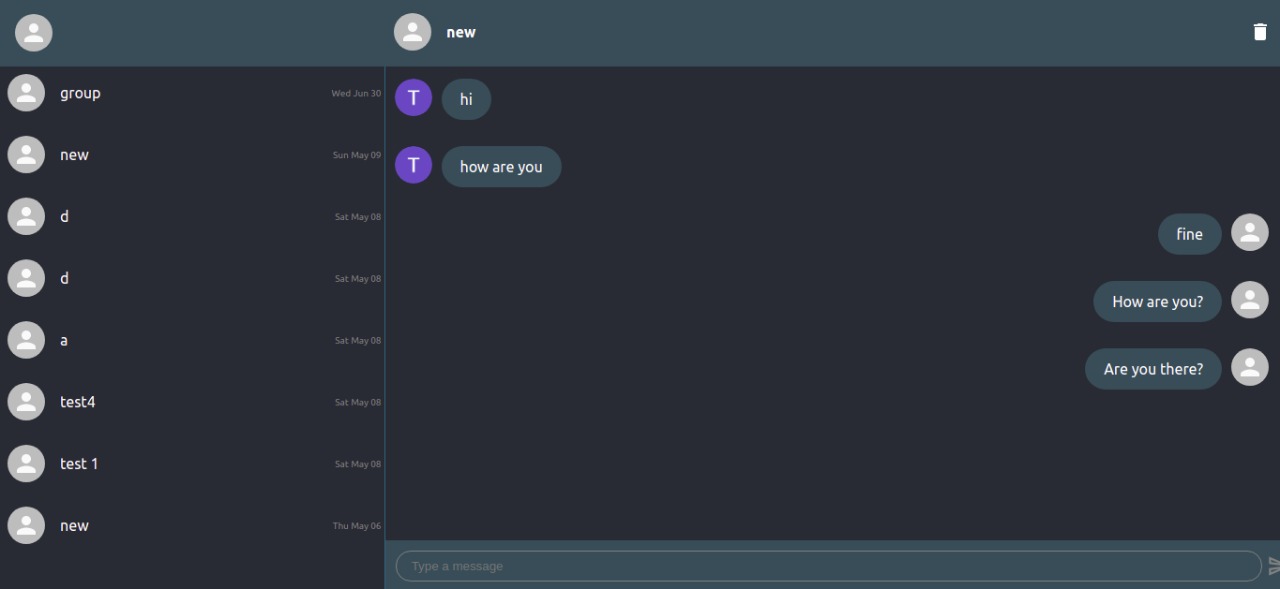 new
group
Wed Jun 30
new
Sun May 09
d
Sat May 08
d
Sat May 08
a
Sat May 08
test4
Sat May 08
test 1
Sat May 08
new
Thu May 06
T
hi
T
how are you
fine
How are you?
Are you there?
Type a message